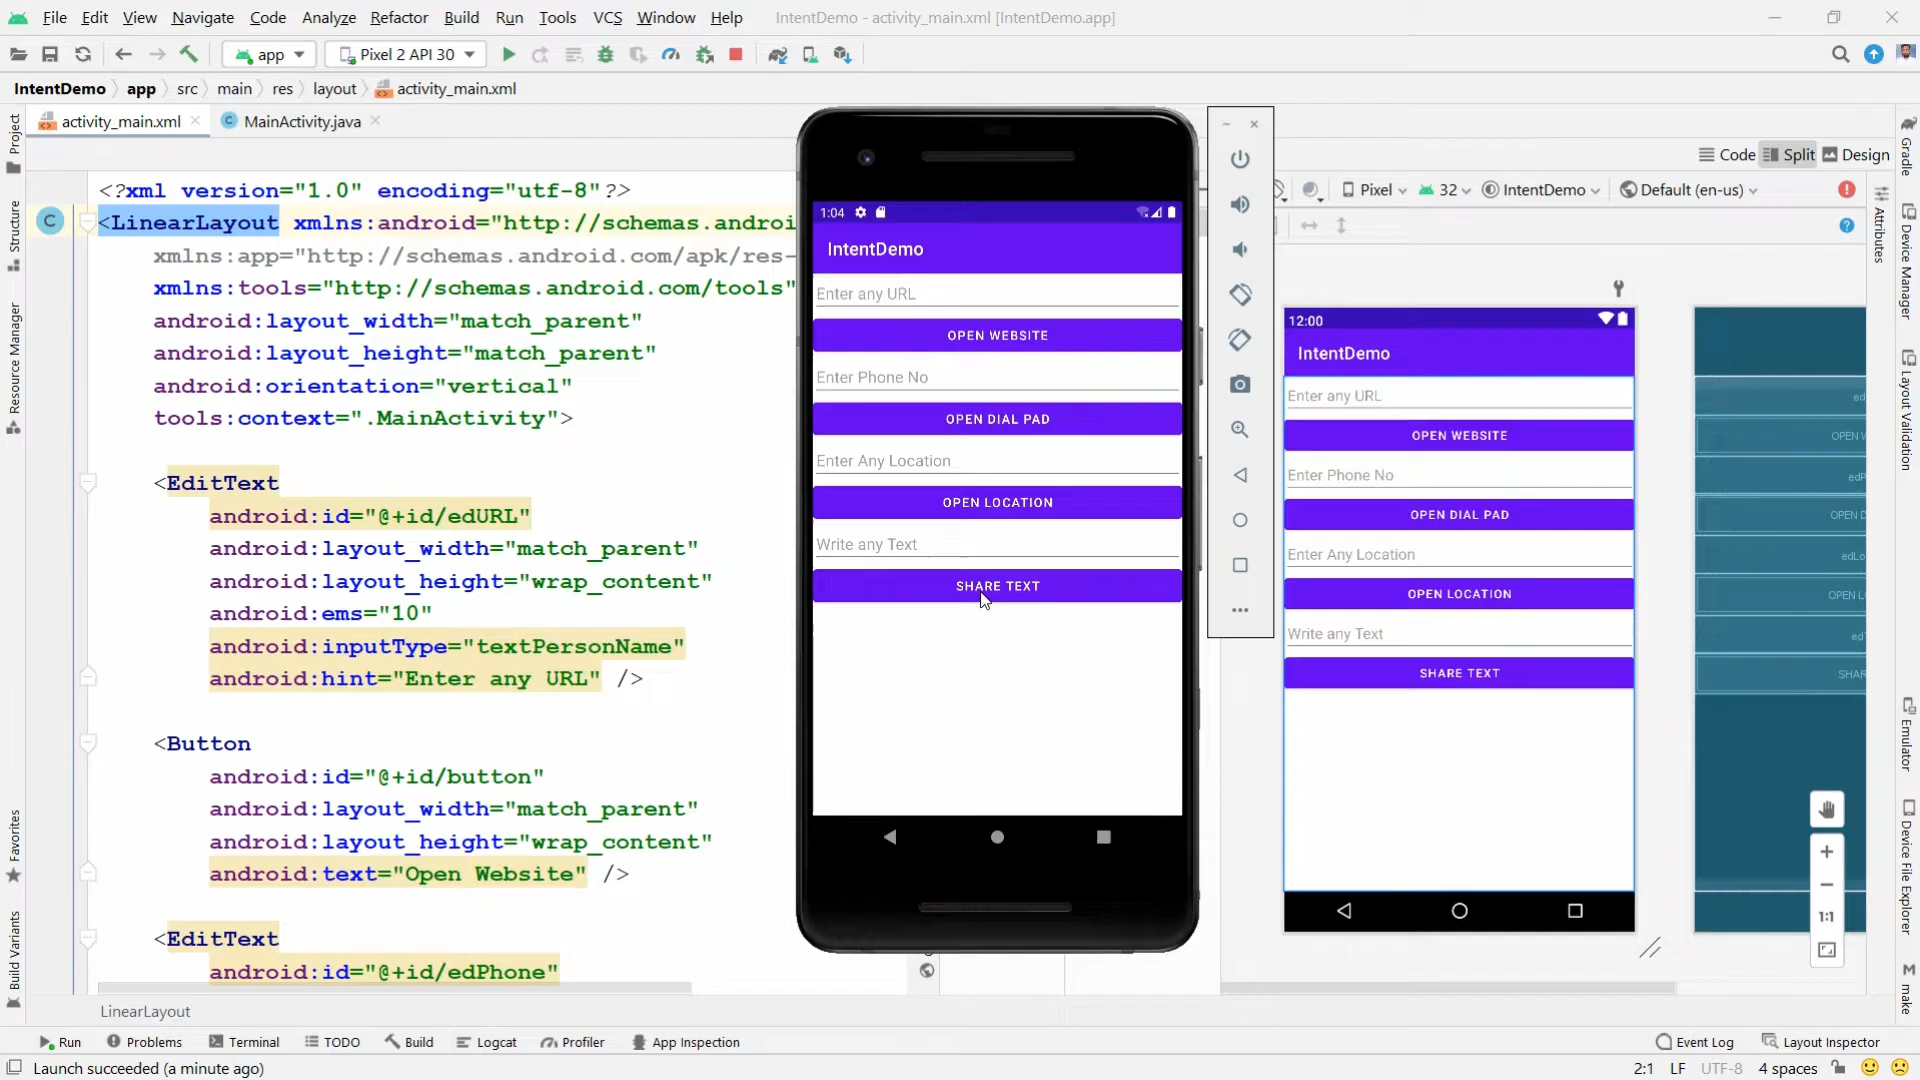 File Edit View Navigate Code Analyze Refactor Build Run Tools VCS Window Help IntentDemo - activity_main.xml [IntentDemo.app]
app Pixel 2 API 30
IntentDemo app src main res layout activity_main.xml
activity_main.xml MainActivity.java
Code Split Design
Pixel 32 IntentDemo Default (en-us)
<?xml version="1.0" encoding="utf-8"?>
<LinearLayout xmlns:android="http://schemas.androi
xmlns:app="http://schemas.android.com/apk/res-
xmlns:tools="http://schemas.android.com/tools"
android:layout_width="match_parent"
android:layout_height="match_parent"
android:orientation="vertical"
tools:context=".MainActivity">
<EditText
android:id="@+id/edURL"
android:layout_width="match_parent"
android:layout_height="wrap_content"
android:ems="10"
android:inputType="textPersonName"
android:hint="Enter any URL" />
<Button
android:id="@+id/button"
android:layout_width="match_parent"
android:layout_height="wrap_content"
android:text="Open Website" />
<EditText
android:id="@+id/edPhone"
LinearLayout
1:04
IntentDemo
Enter any URL
OPEN WEBSITE
Enter Phone No
OPEN DIAL PAD
Enter Any Location
OPEN LOCATION
Write any Text
SHARE TEXT
12:00
IntentDemo
Enter any URL
OPEN WEBSITE
Enter Phone No
OPEN DIAL PAD
Enter Any Location
OPEN LOCATION
Write any Text
SHARE TEXT
ed
OPEN W
edP
OPEN D
edLo
OPEN L
edT
SHAR
1:1
Project
Structure
Resource Manager
Favorites
Build Variants
Gradle
Attributes
Device Manager
Layout Validation
Emulator
Device File Explorer
make
Run Problems Terminal TODO Build Logcat Profiler App Inspection Event Log Layout Inspector
Launch succeeded (a minute ago) 2:1 LF UTF-8 4 spaces